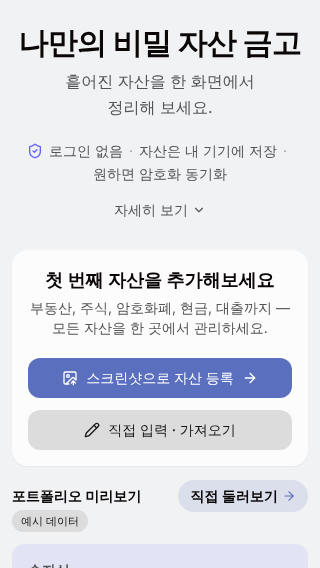 나만의 비밀 자산 금고
흩어진 자산을 한 화면에서
정리해 보세요.
로그인 없음 · 자산은 내 기기에 저장 ·
원하면 암호화 동기화
자세히 보기
첫 번째 자산을 추가해보세요
부동산, 주식, 암호화폐, 현금, 대출까지 —
모든 자산을 한 곳에서 관리하세요.
스크린샷으로 자산 등록
직접 입력 · 가져오기
포트폴리오 미리보기
직접 둘러보기
예시 데이터